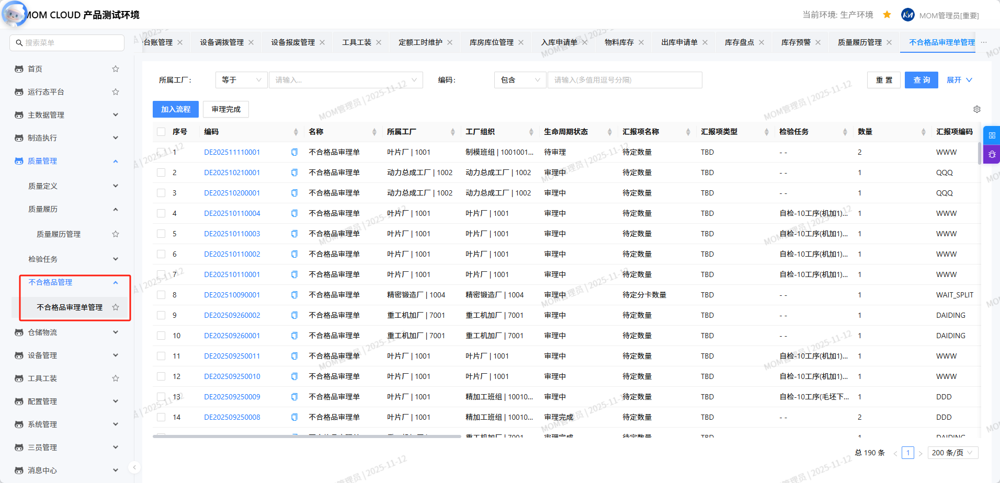 MOM CLOUD 产品测试环境
当前环境: 生产环境
MOM管理员[重要]
搜索菜单
台账管理 设备调拨管理 设备报废管理 工具工装 定额工时维护 库房库位管理 入库申请单 物料库存 出库申请单 库存盘点 库存预警 质量履历管理 不合格品审理单管理 ···
首页
运行态平台
主数据管理
制造执行
质量管理
质量定义
质量履历
质量履历管理
检验任务
不合格品管理
不合格品审理单管理
仓储物流
设备管理
工具工装
配置管理
系统管理
三员管理
消息中心
所属工厂: 等于 请输入... 编码: 包含 请输入(多值用逗号分隔) 重 置 查 询 展开
加入流程 审理完成
序号 编码 名称 所属工厂 工厂组织 生命周期状态 汇报项名称 汇报项类型 检验任务 数量 汇报项编码
1 DE202511110001 不合格品审理单 叶片厂 | 1001 制模班组 | 1001001... 待审理 待定数量 TBD - - 2 WWW
2 DE202510210001 不合格品审理单 动力总成工厂 | 1002 动力总成工厂 | 1002 审理中 待定数量 TBD - - 1 QQQ
3 DE202510200001 不合格品审理单 动力总成工厂 | 1002 动力总成工厂 | 1002 审理中 待定数量 TBD - - 1 QQQ
4 DE202510110004 不合格品审理单 叶片厂 | 1001 叶片厂 | 1001 审理中 待定数量 TBD 自检-10工序(机加1)... 1 WWW
5 DE202510110003 不合格品审理单 叶片厂 | 1001 叶片厂 | 1001 审理中 待定数量 TBD 自检-10工序(机加1)... 1 WWW
6 DE202510110002 不合格品审理单 叶片厂 | 1001 叶片厂 | 1001 审理中 待定数量 TBD 自检-10工序(机加1)... 1 WWW
7 DE202510110001 不合格品审理单 叶片厂 | 1001 叶片厂 | 1001 审理中 待定数量 TBD 自检-10工序(机加1)... 1 WWW
8 DE202510090001 不合格品审理单 精密锻造厂 | 1004 精密锻造厂 | 1004 审理中 待定分卡数量 TBD - - 1 WAIT_SPLIT
9 DE202509260002 不合格品审理单 重工机加厂 | 7001 重工机加厂 | 7001 审理中 待定数量 TBD - - 1 DAIDING
10 DE202509260001 不合格品审理单 重工机加厂 | 7001 重工机加厂 | 7001 审理中 待定数量 TBD - - 1 DAIDING
11 DE202509250011 不合格品审理单 叶片厂 | 1001 叶片厂 | 1001 审理中 待定数量 TBD 自检-10工序(机加1)... 1 WWW
12 DE202509250010 不合格品审理单 叶片厂 | 1001 叶片厂 | 1001 审理中 待定数量 TBD 自检-10工序(机加1)... 1 WWW
13 DE202509250009 不合格品审理单 叶片厂 | 1001 精加工班组 | 10010... 审理中 待定数量 TBD 自检-10工序(毛坯下... 1 DDD
14 DE202509250008 不合格品审理单 叶片厂 | 1001 精加工班组 | 10010... 审理完成 待定数量 TBD - - 2 DDD
重工机加厂 | 7001 审理完成 待定数量 TBD 1 DAIDING
总 190 条 < 1 > 200 条/页
MOM管理员 | 2025-11-12